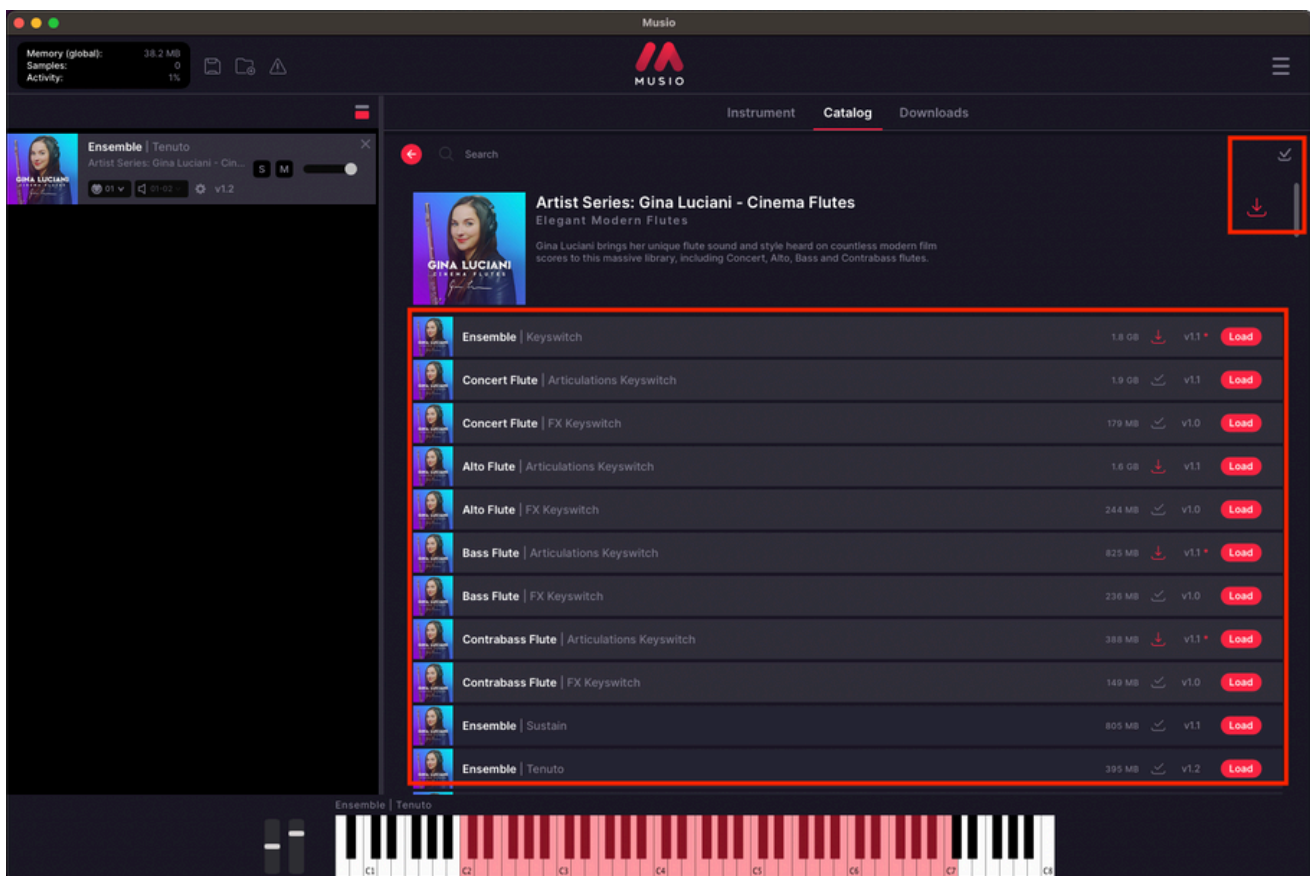 Musio
Memory (global): 38.2 MB
Samples: 0
Activity: 1%
MUSIO
Instrument Catalog Downloads
Ensemble | Tenuto
Artist Series: Gina Luciani - Cin...
S M
01 01-02 v1.2
GINA LUCIANI
Search
Artist Series: Gina Luciani - Cinema Flutes
Elegant Modern Flutes
Gina Luciani brings her unique flute sound and style heard on countless modern film
scores to this massive library, including Concert, Alto, Bass and Contrabass flutes.
GINA LUCIANI
CINEMA FLUTES
Ensemble | Keyswitch 1.8 GB v1.1 * Load
Concert Flute | Articulations Keyswitch 1.9 GB v1.1 Load
Concert Flute | FX Keyswitch 179 MB v1.0 Load
Alto Flute | Articulations Keyswitch 1.6 GB v1.1 Load
Alto Flute | FX Keyswitch 244 MB v1.0 Load
Bass Flute | Articulations Keyswitch 825 MB v1.1 * Load
Bass Flute | FX Keyswitch 236 MB v1.0 Load
Contrabass Flute | Articulations Keyswitch 388 MB v1.1 * Load
Contrabass Flute | FX Keyswitch 149 MB v1.0 Load
Ensemble | Sustain 805 MB v1.1 Load
Ensemble | Tenuto 395 MB v1.2 Load
Ensemble | Tenuto
C1 C2 C3 C4 C5 C6 C7 C8